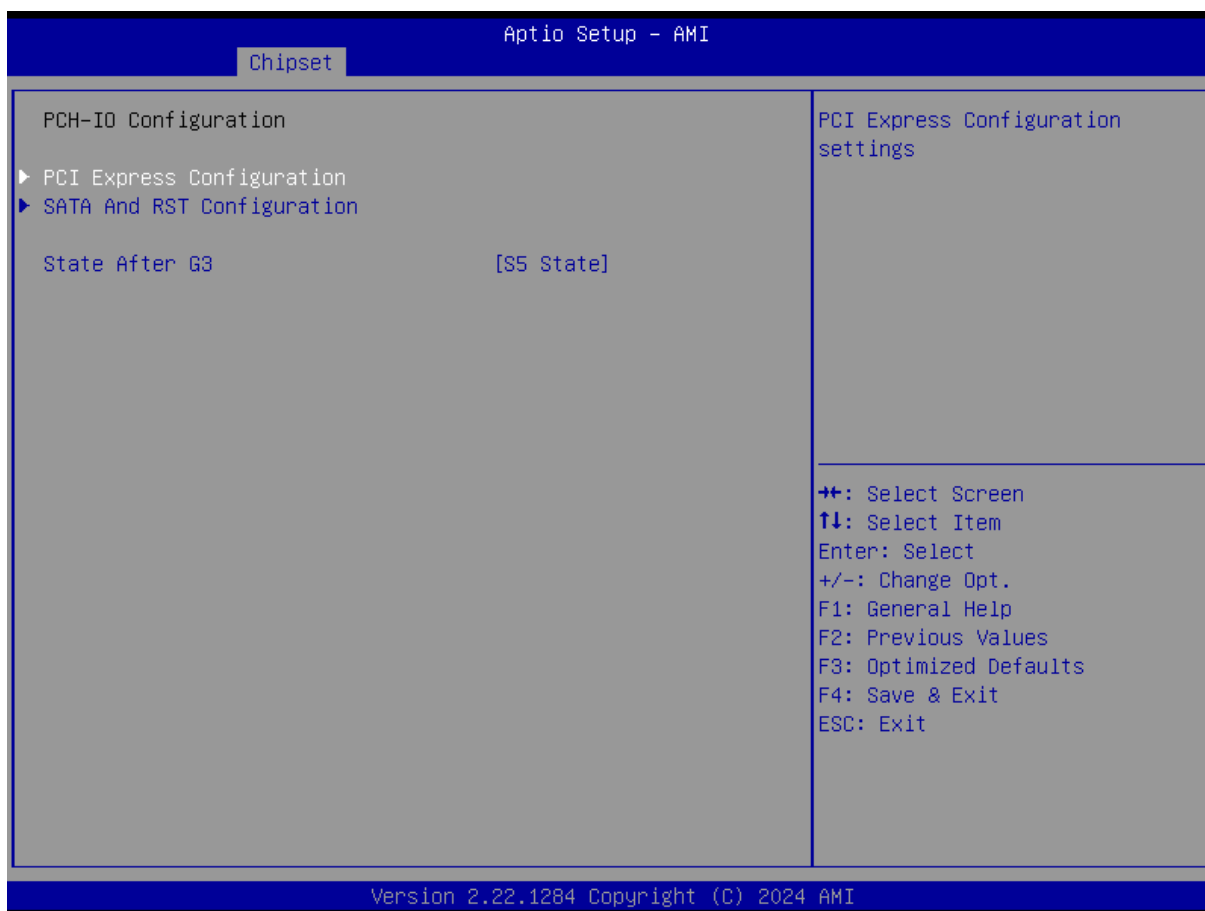 Aptio Setup – AMI
Chipset
PCH-IO Configuration
PCI Express Configuration
SATA And RST Configuration
State After G3 [S5 State]
PCI Express Configuration
settings
→←: Select Screen
↑↓: Select Item
Enter: Select
+/-: Change Opt.
F1: General Help
F2: Previous Values
F3: Optimized Defaults
F4: Save & Exit
ESC: Exit
Version 2.22.1284 Copyright (C) 2024 AMI